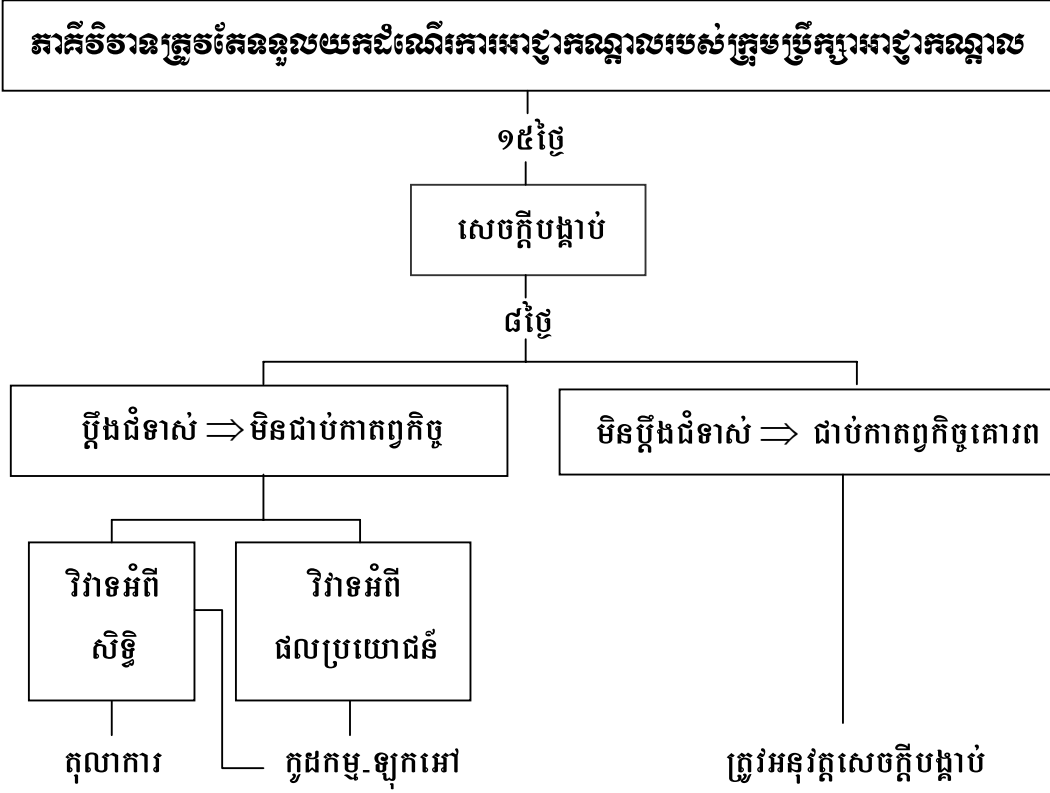 ភាគីវិវាទត្រូវតែទទួលយកដំណើរការអាជ្ញាកណ្តាលរបស់ក្រុមប្រឹក្សាអាជ្ញាកណ្តាល
១៥ថ្ងៃ
សេចក្តីបង្គាប់
៨ថ្ងៃ
ប្តឹងជំទាស់ ⇒ មិនជាប់កាតព្វកិច្ច
មិនប្តឹងជំទាស់ ⇒ ជាប់កាតព្វកិច្ចគោរព
វិវាទអំពី
សិទ្ធិ
វិវាទអំពី
ផលប្រយោជន៍
តុលាការ
កូដកម្ម-ឡុកអៅ
ត្រូវអនុវត្តសេចក្តីបង្គាប់